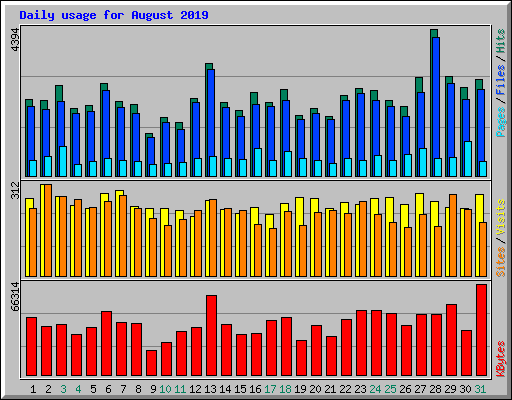 Daily usage for August 2019
4394
Pages / Files / Hits
312
Sites / Visits
66314
KBytes
1 2 3 4 5 6 7 8 9 10 11 12 13 14 15 16 17 18 19 20 21 22 23 24 25 26 27 28 29 30 31